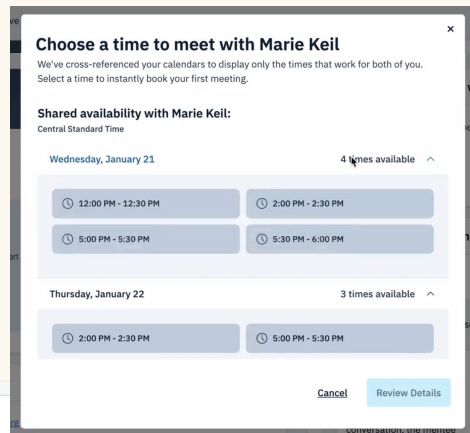 Choose a time to meet with Marie Keil
We've cross-referenced your calendars to display only the times that work for both of you.
Select a time to instantly book your first meeting.
Shared availability with Marie Keil:
Central Standard Time
Wednesday, January 21 4 times available
12:00 PM - 12:30 PM 2:00 PM - 2:30 PM
5:00 PM - 5:30 PM 5:30 PM - 6:00 PM
Thursday, January 22 3 times available
2:00 PM - 2:30 PM 5:00 PM - 5:30 PM
Cancel Review Details
conversation, the mentee